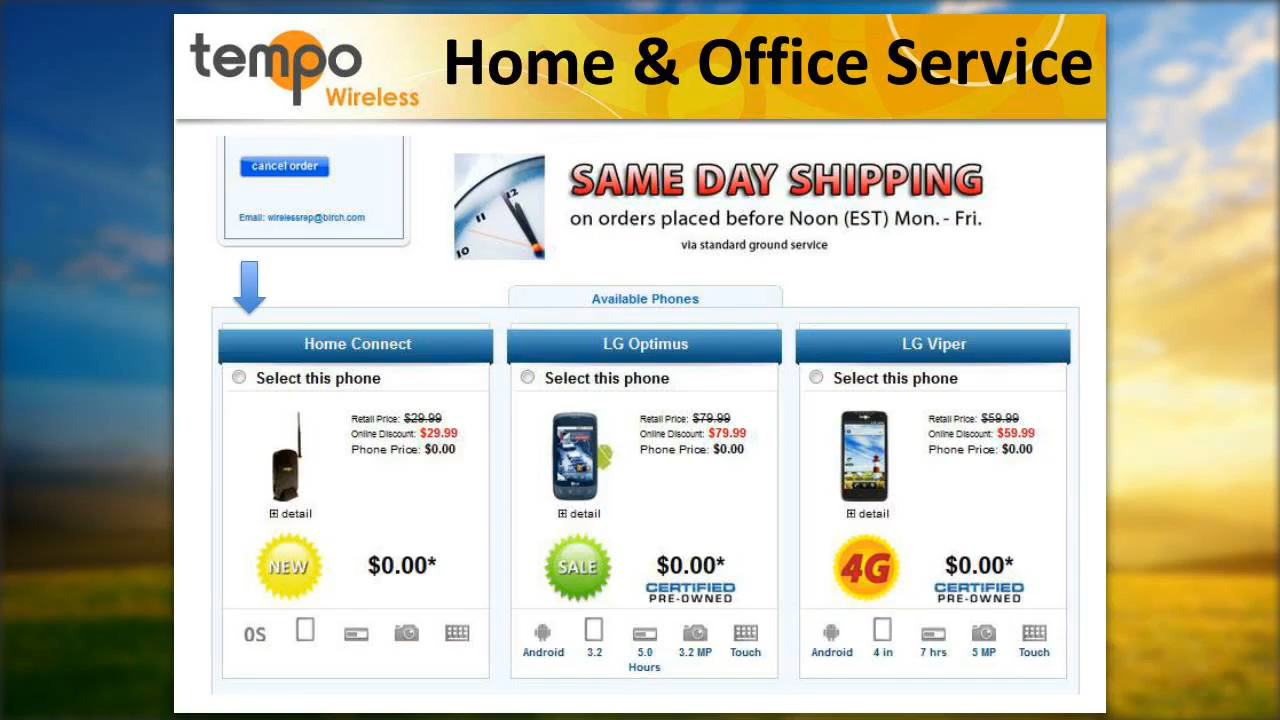 tempo
Wireless
Home & Office Service
cancel order
Email: wirelessrep@birch.com
12
11
10
SAME DAY SHIPPING
on orders placed before Noon (EST) Mon. - Fri.
via standard ground service
Available Phones
Home Connect
Select this phone
Retail Price: $29.99
Online Discount: $29.99
Phone Price: $0.00
detail
NEW
$0.00*
OS
LG Optimus
Select this phone
Retail Price: $79.99
Online Discount: $79.99
Phone Price: $0.00
detail
SALE
$0.00*
CERTIFIED
PRE-OWNED
Android
3.2
5.0
Hours
3.2 MP
Touch
LG Viper
Select this phone
Retail Price: $59.99
Online Discount: $59.99
Phone Price: $0.00
detail
4G
$0.00*
CERTIFIED
PRE-OWNED
Android
4 in
7 hrs
5 MP
Touch